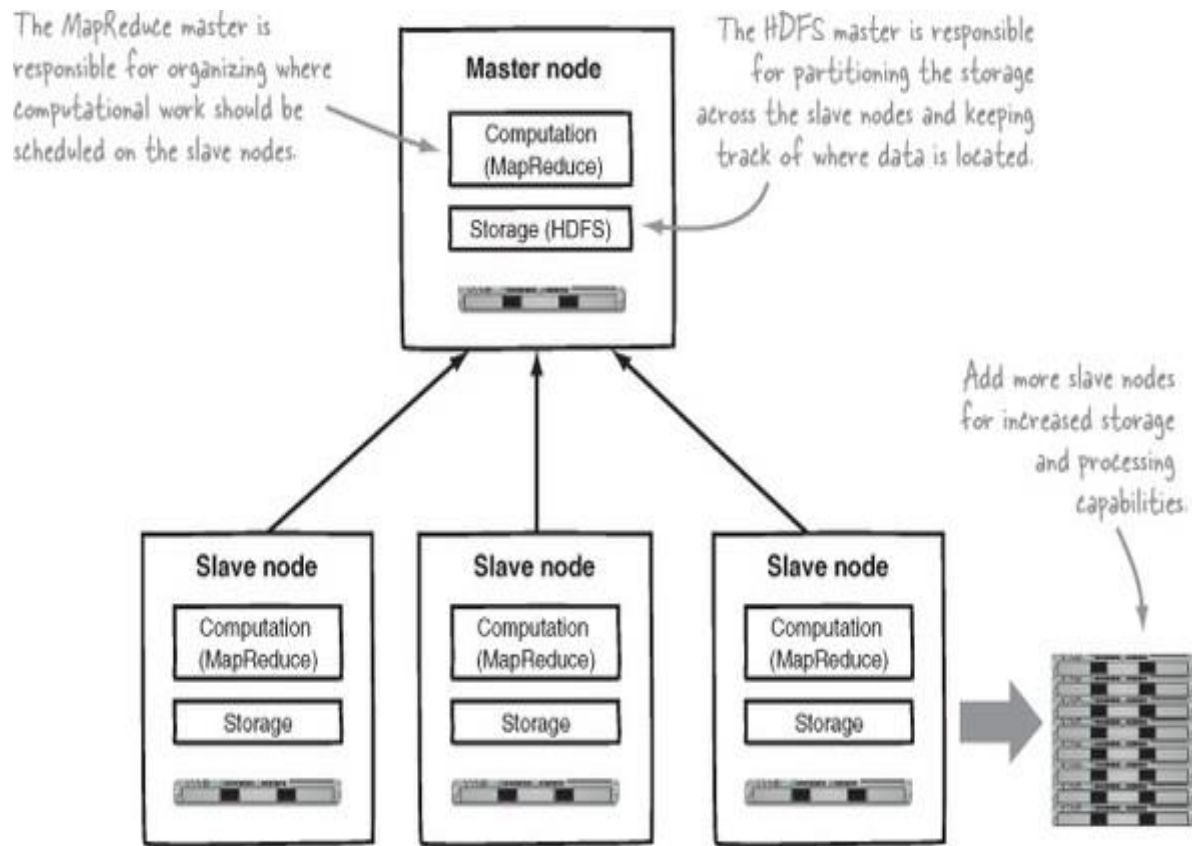 The MapReduce master is
responsible for organizing where
computational work should be
scheduled on the slave nodes.
Master node
Computation
(MapReduce)
Storage (HDFS)
The HDFS master is responsible
for partitioning the storage
across the slave nodes and keeping
track of where data is located.
Add more slave nodes
for increased storage
and processing
capabilities.
Slave node
Computation
(MapReduce)
Storage
Slave node
Computation
(MapReduce)
Storage
Slave node
Computation
(MapReduce)
Storage